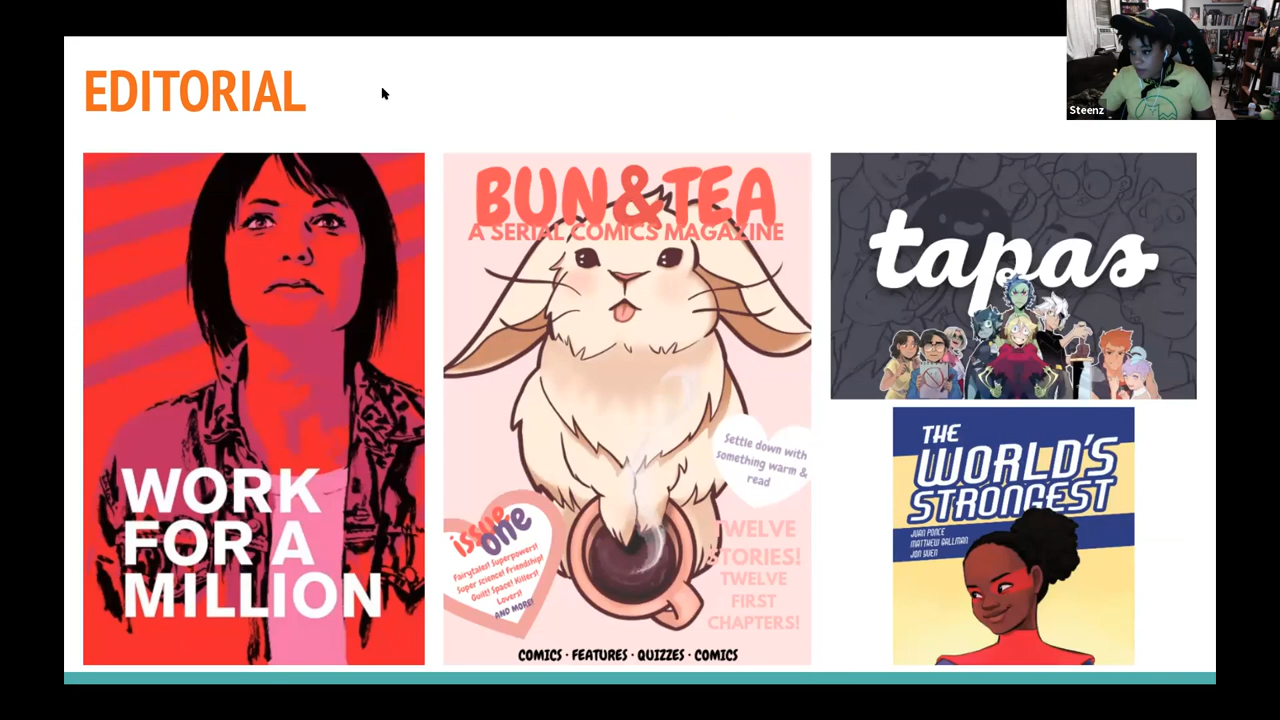 EDITORIAL
Steenz
WORK
FOR A
MILLION
BUN&TEA
A SERIAL COMICS MAGAZINE
Settle down with
something warm &
read
issue
one
Fairytales! Superpowers!
Super science! Friendship!
Guilt! Space! Killers!
Lovers!
AND MORE!
TWELVE
STORIES!
TWELVE
FIRST
CHAPTERS!
COMICS · FEATURES · QUIZZES · COMICS
tapas
THE
WORLD'S
STRONGEST
JUAN PONCE
MATTHEW GALLMAN
JON SIVEN